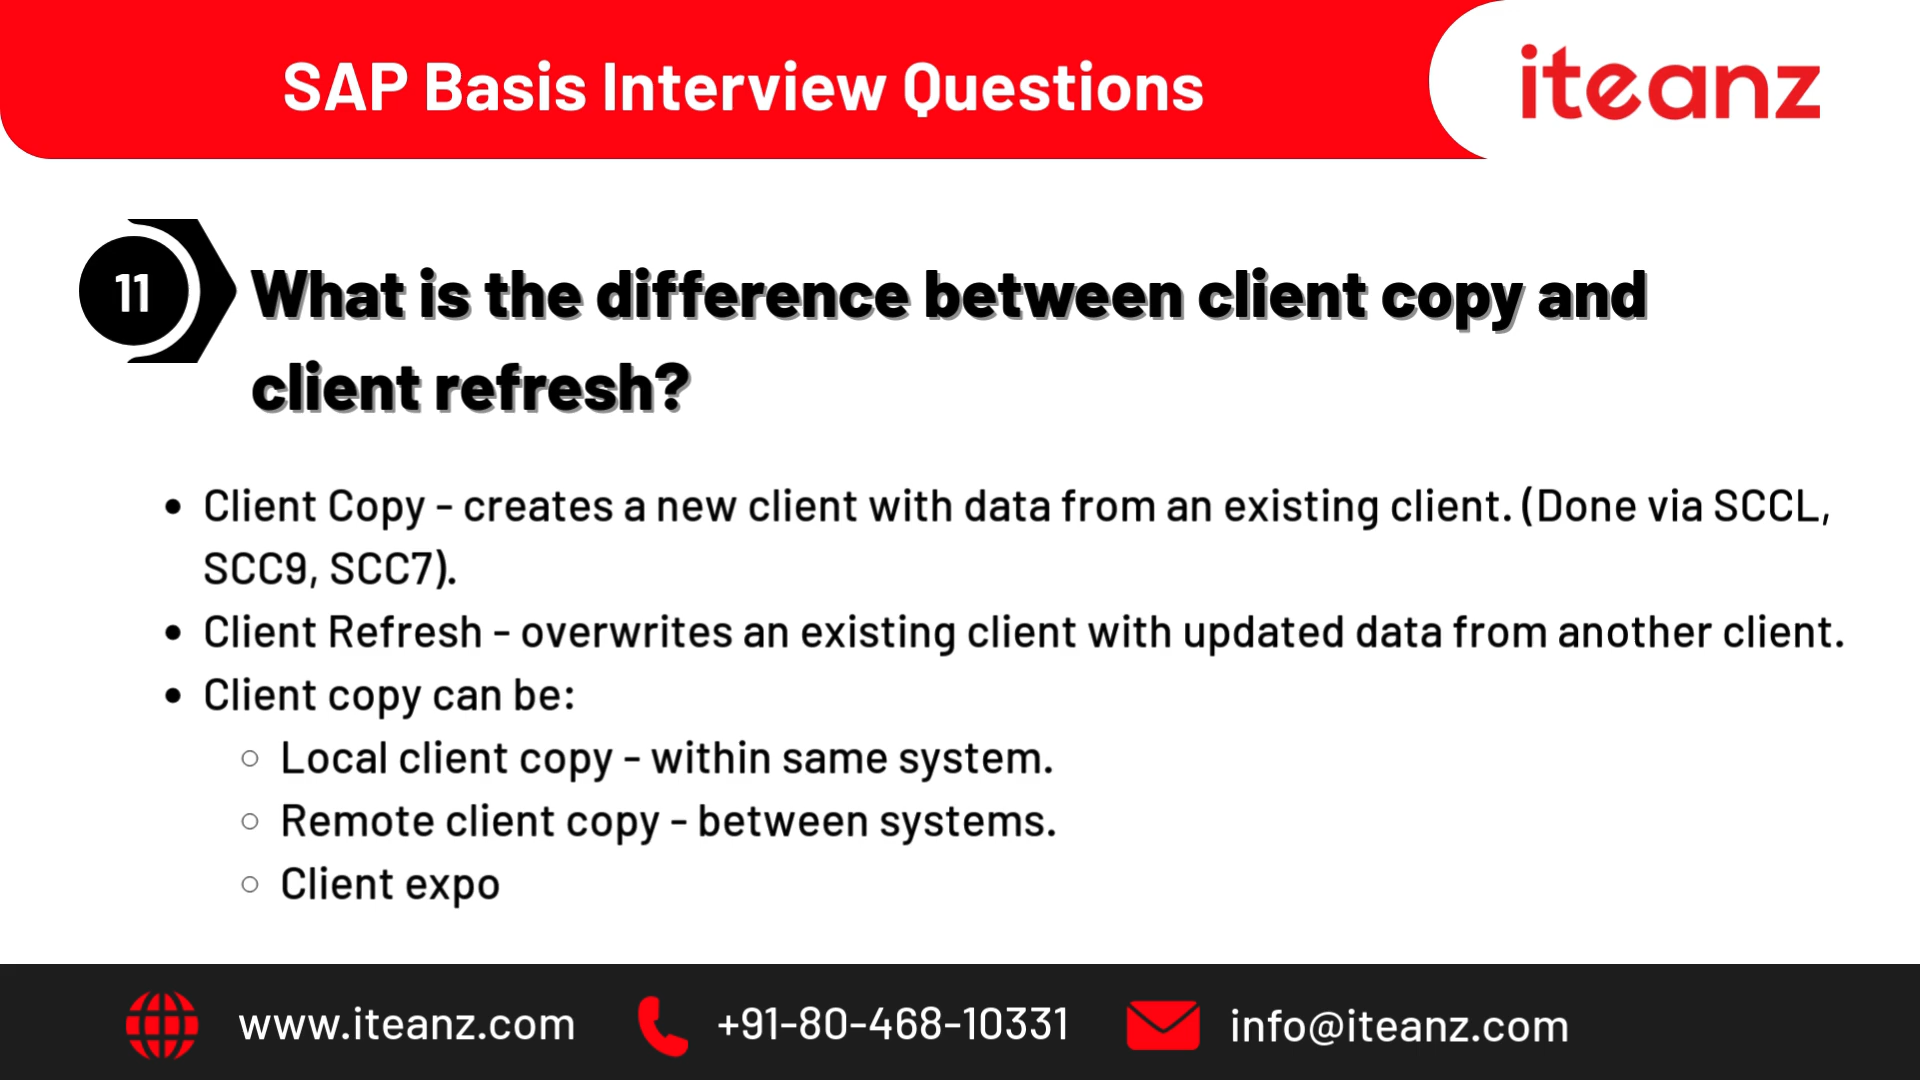 SAP Basis Interview Questions
iteanz
11
What is the difference between client copy and
client refresh?
• Client Copy - creates a new client with data from an existing client. (Done via SCCL,
SCC9, SCC7).
• Client Refresh - overwrites an existing client with updated data from another client.
• Client copy can be:
○ Local client copy - within same system.
○ Remote client copy - between systems.
○ Client expo
www.iteanz.com
+91-80-468-10331
info@iteanz.com